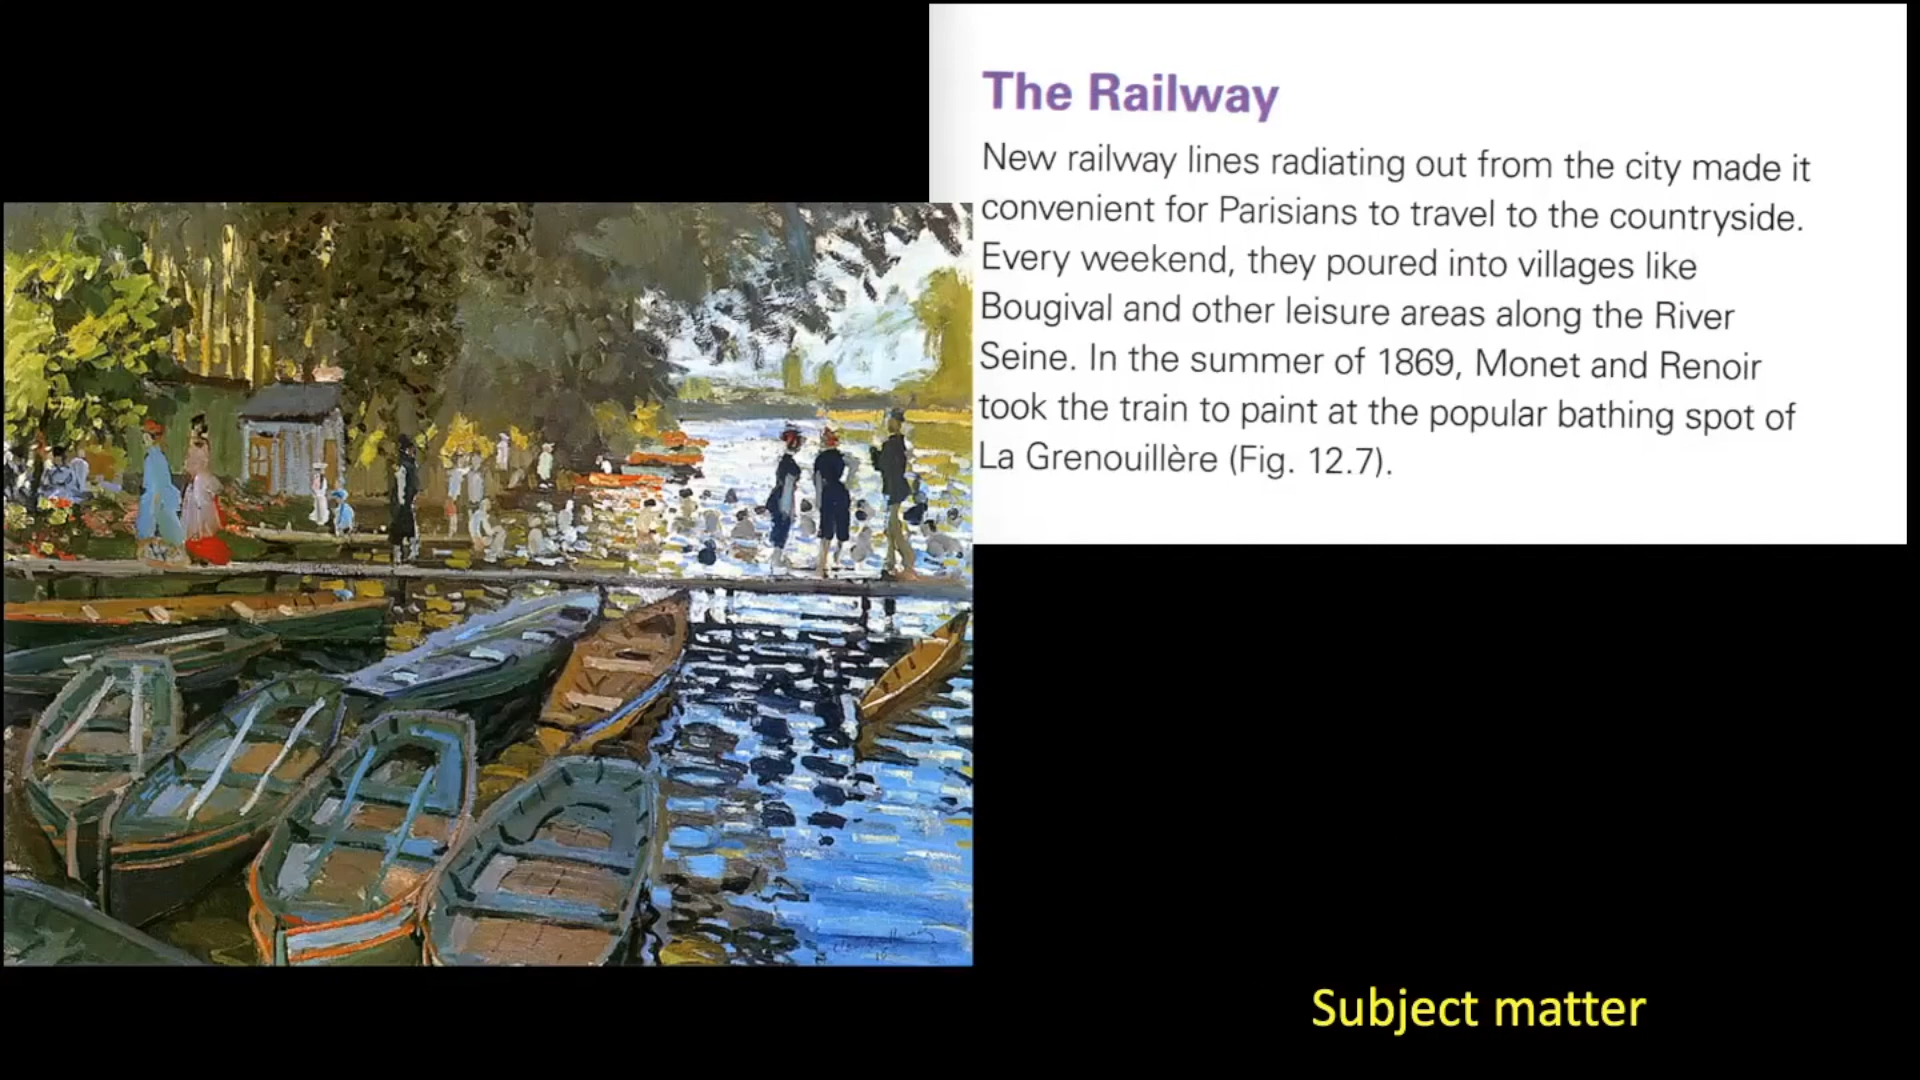 The Railway
New railway lines radiating out from the city made it
convenient for Parisians to travel to the countryside.
Every weekend, they poured into villages like
Bougival and other leisure areas along the River
Seine. In the summer of 1869, Monet and Renoir
took the train to paint at the popular bathing spot of
La Grenouillère (Fig. 12.7).
Subject matter